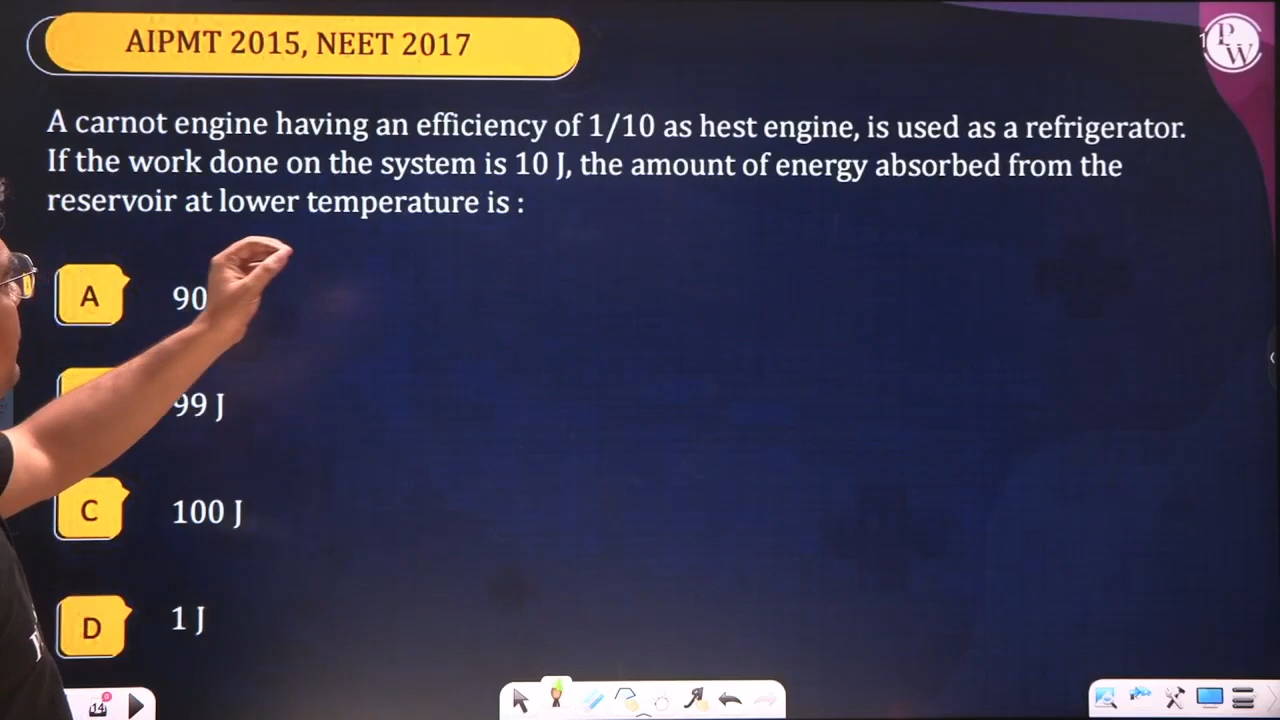 AIPMT 2015, NEET 2017
PW
A carnot engine having an efficiency of 1/10 as hest engine, is used as a refrigerator.
If the work done on the system is 10 J, the amount of energy absorbed from the
reservoir at lower temperature is :
A 90
99 J
C 100 J
D 1 J
14